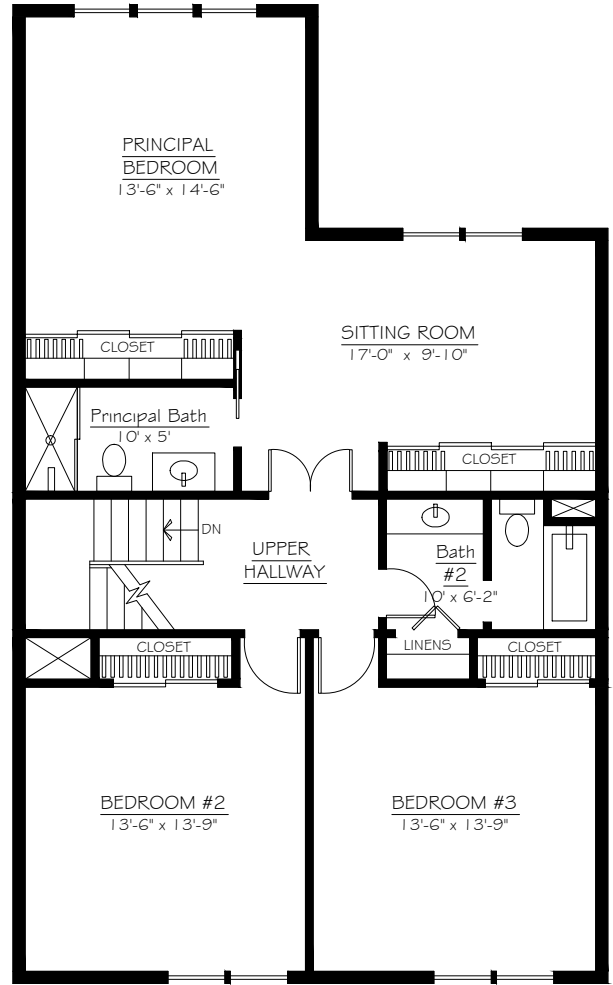 PRINCIPAL
BEDROOM
13'-6" x 14'-6"
SITTING ROOM
17'-0" x 9'-10"
CLOSET
Principal Bath
10' x 5'
CLOSET
DN
UPPER
HALLWAY
Bath
#2
10' x 6'-2"
CLOSET
LINENS
CLOSET
BEDROOM #2
13'-6" x 13'-9"
BEDROOM #3
13'-6" x 13'-9"